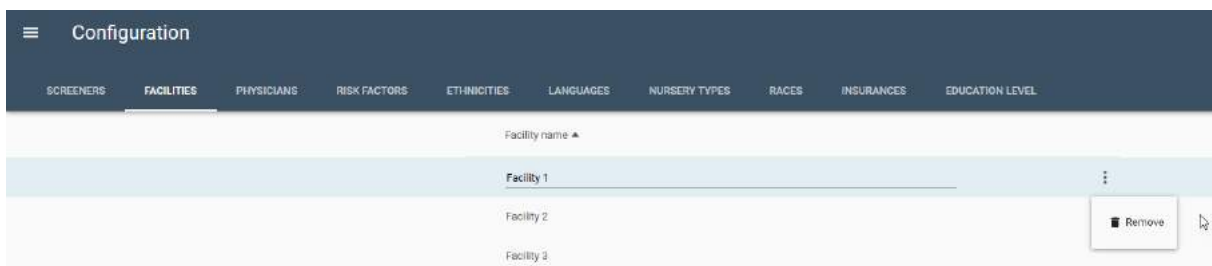 Configuration
SCREENERS FACILITIES PHYSICIANS RISK FACTORS ETHNICITIES LANGUAGES NURSERY TYPES RACES INSURANCES EDUCATION LEVEL
Facility name
Facility 1
Facility 2
Remove
Facility 3